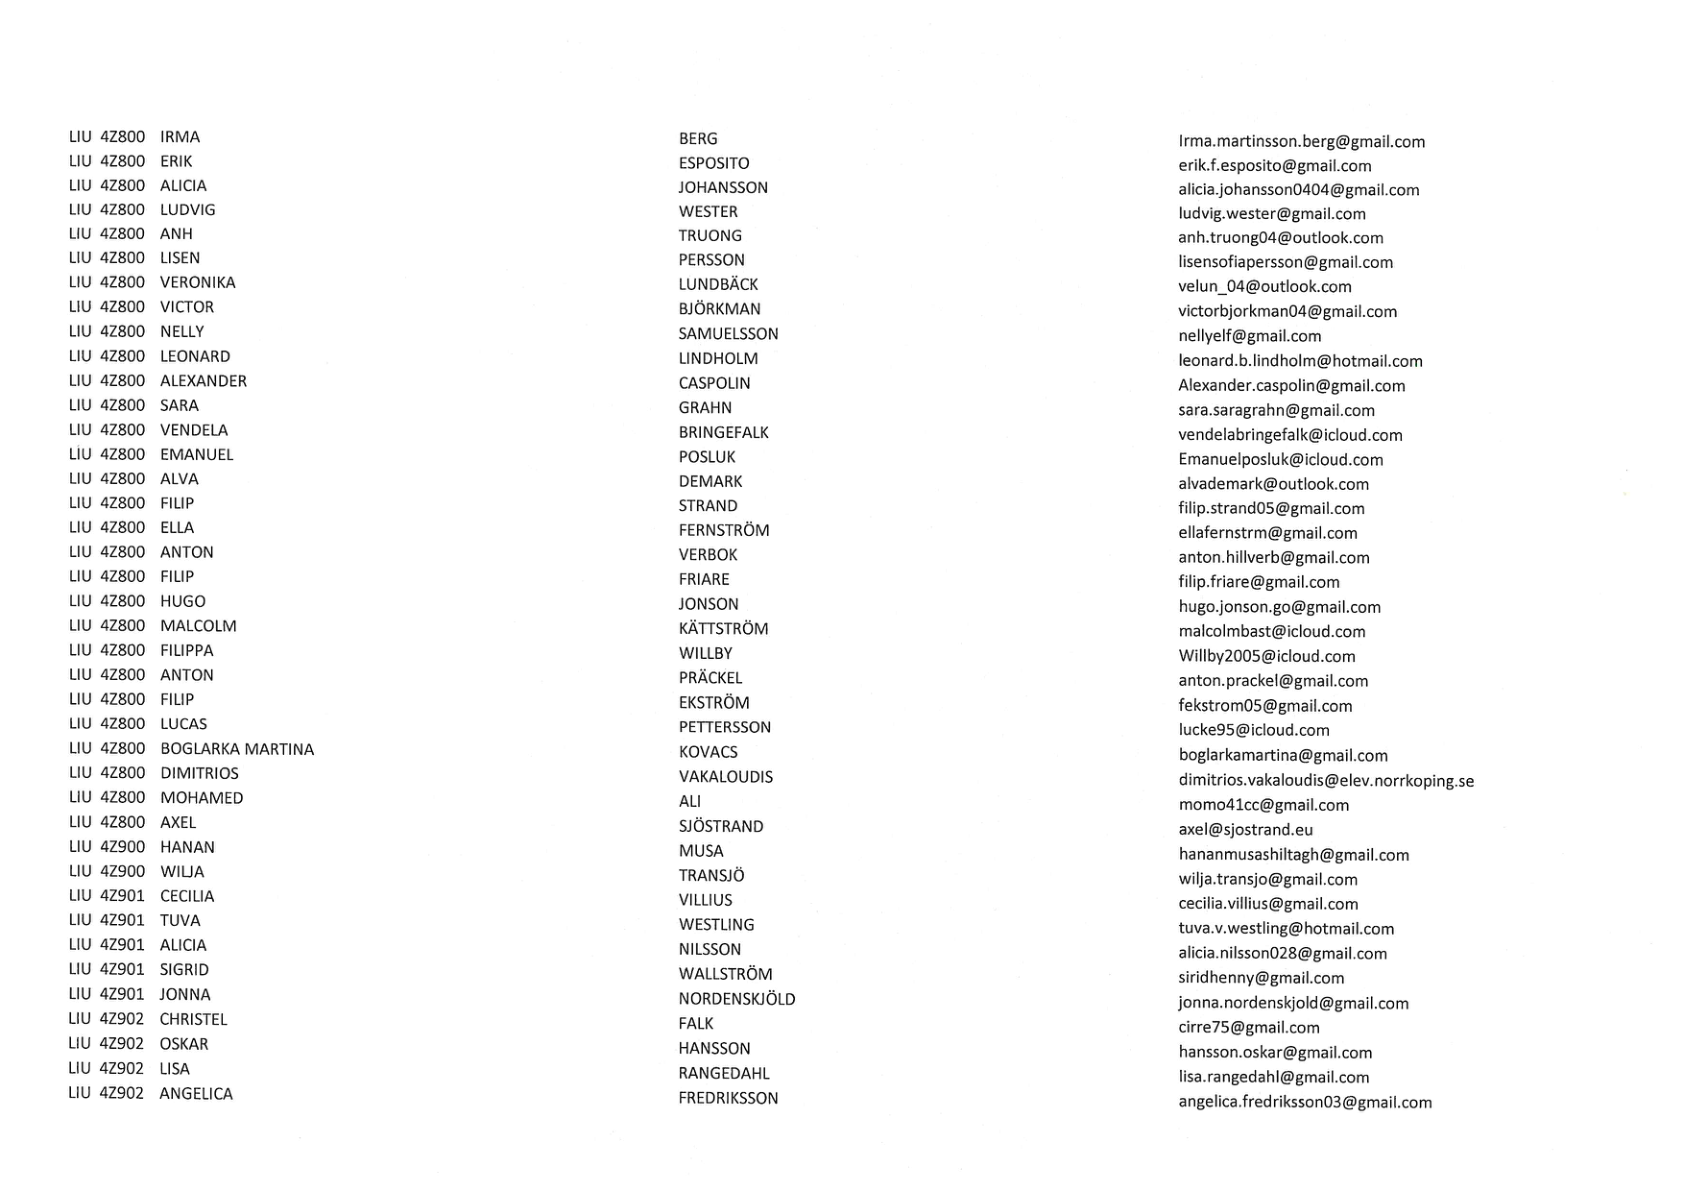 LIU 4Z800 IRMA BERG Irma.martinsson.berg@gmail.com
LIU 4Z800 ERIK ESPOSITO erik.f.esposito@gmail.com
LIU 4Z800 ALICIA JOHANSSON alicia.johansson0404@gmail.com
LIU 4Z800 LUDVIG WESTER ludvig.wester@gmail.com
LIU 4Z800 ANH TRUONG anh.truong04@outlook.com
LIU 4Z800 LISEN PERSSON lisensofiapersson@gmail.com
LIU 4Z800 VERONIKA LUNDBÄCK velun_04@outlook.com
LIU 4Z800 VICTOR BJÖRKMAN victorbjorkman04@gmail.com
LIU 4Z800 NELLY SAMUELSSON nellyelf@gmail.com
LIU 4Z800 LEONARD LINDHOLM leonard.b.lindholm@hotmail.com
LIU 4Z800 ALEXANDER CASPOLIN Alexander.caspolin@gmail.com
LIU 4Z800 SARA GRAHN sara.saragrahn@gmail.com
LIU 4Z800 VENDELA BRINGEFALK vendelabringefalk@icloud.com
LIU 4Z800 EMANUEL POSLUK Emanuelposluk@icloud.com
LIU 4Z800 ALVA DEMARK alvademark@outlook.com
LIU 4Z800 FILIP STRAND filip.strand05@gmail.com
LIU 4Z800 ELLA FERNSTRÖM ellafernstrm@gmail.com
LIU 4Z800 ANTON VERBOK anton.hillverb@gmail.com
LIU 4Z800 FILIP FRIARE filip.friare@gmail.com
LIU 4Z800 HUGO JONSON hugo.jonson.go@gmail.com
LIU 4Z800 MALCOLM KÄTTSTRÖM malcolmbast@icloud.com
LIU 4Z800 FILIPPA WILLBY Willby2005@icloud.com
LIU 4Z800 ANTON PRÄCKEL anton.prackel@gmail.com
LIU 4Z800 FILIP EKSTRÖM fekstrom05@gmail.com
LIU 4Z800 LUCAS PETTERSSON lucke95@icloud.com
LIU 4Z800 BOGLARKA MARTINA KOVACS boglarkamartina@gmail.com
LIU 4Z800 DIMITRIOS VAKALOUDIS dimitrios.vakaloudis@elev.norrkoping.se
LIU 4Z800 MOHAMED ALI momo41cc@gmail.com
LIU 4Z800 AXEL SJÖSTRAND axel@sjostrand.eu
LIU 4Z900 HANAN MUSA hananmusashiltagh@gmail.com
LIU 4Z900 WILJA TRANSJÖ wilja.transjo@gmail.com
LIU 4Z901 CECILIA VILLIUS cecilia.villius@gmail.com
LIU 4Z901 TUVA WESTLING tuva.v.westling@hotmail.com
LIU 4Z901 ALICIA NILSSON alicia.nilsson028@gmail.com
LIU 4Z901 SIGRID WALLSTRÖM siridhenny@gmail.com
LIU 4Z901 JONNA NORDENSKJÖLD jonna.nordenskjold@gmail.com
LIU 4Z902 CHRISTEL FALK cirre75@gmail.com
LIU 4Z902 OSKAR HANSSON hansson.oskar@gmail.com
LIU 4Z902 LISA RANGEDAHL lisa.rangedahl@gmail.com
LIU 4Z902 ANGELICA FREDRIKSSON angelica.fredriksson03@gmail.com